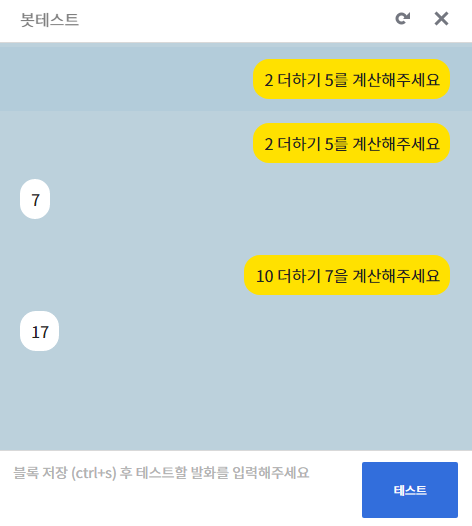 봇테스트
2 더하기 5를 계산해주세요
2 더하기 5를 계산해주세요
7
10 더하기 7을 계산해주세요
17
블록 저장 (ctrl+s) 후 테스트할 발화를 입력해주세요
테스트